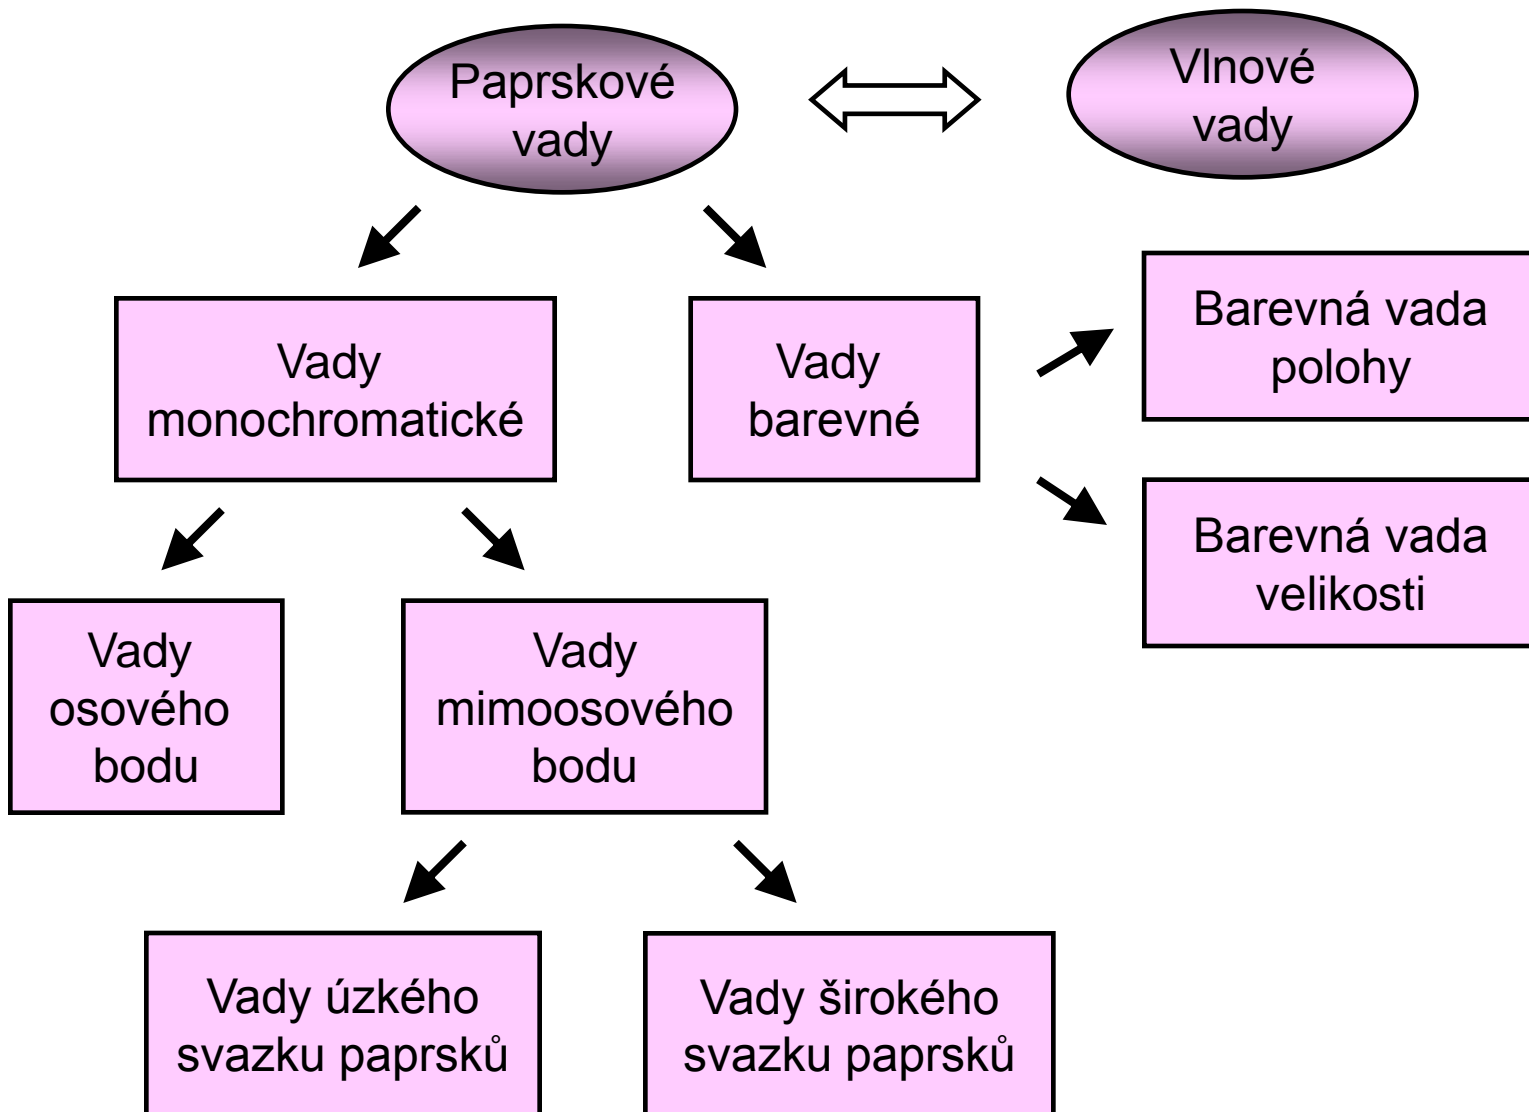 Paprskové
vady
Vlnové
vady
Vady
monochromatické
Vady
barevné
Barevná vada
polohy
Barevná vada
velikosti
Vady
osového
bodu
Vady
mimoosového
bodu
Vady úzkého
svazku paprsků
Vady širokého
svazku paprsků